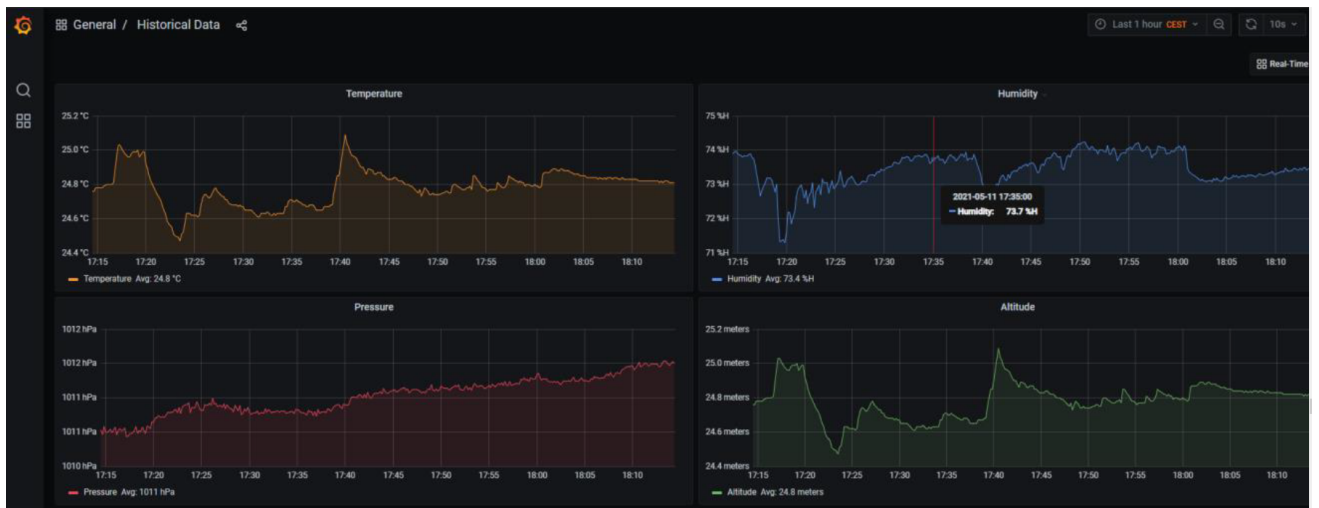 General / Historical Data
Last 1 hour CEST
10s
Real-Time
Temperature
25.2 °C
25.0 °C
24.8 °C
24.6 °C
24.4 °C
17:15 17:20 17:25 17:30 17:35 17:40 17:45 17:50 17:55 18:00 18:05 18:10
Temperature Avg: 24.8 °C
Humidity
75 %H
74 %H
73 %H
72 %H
71 %H
2021-05-11 17:35:00
Humidity: 73.7 %H
17:15 17:20 17:25 17:30 17:35 17:40 17:45 17:50 17:55 18:00 18:05 18:10
Humidity Avg: 73.4 %H
Pressure
1012 hPa
1012 hPa
1011 hPa
1011 hPa
1010 hPa
17:15 17:20 17:25 17:30 17:35 17:40 17:45 17:50 17:55 18:00 18:05 18:10
Pressure Avg: 1011 hPa
Altitude
25.2 meters
25.0 meters
24.8 meters
24.6 meters
24.4 meters
17:15 17:20 17:25 17:30 17:35 17:40 17:45 17:50 17:55 18:00 18:05 18:10
Altitude Avg: 24.8 meters